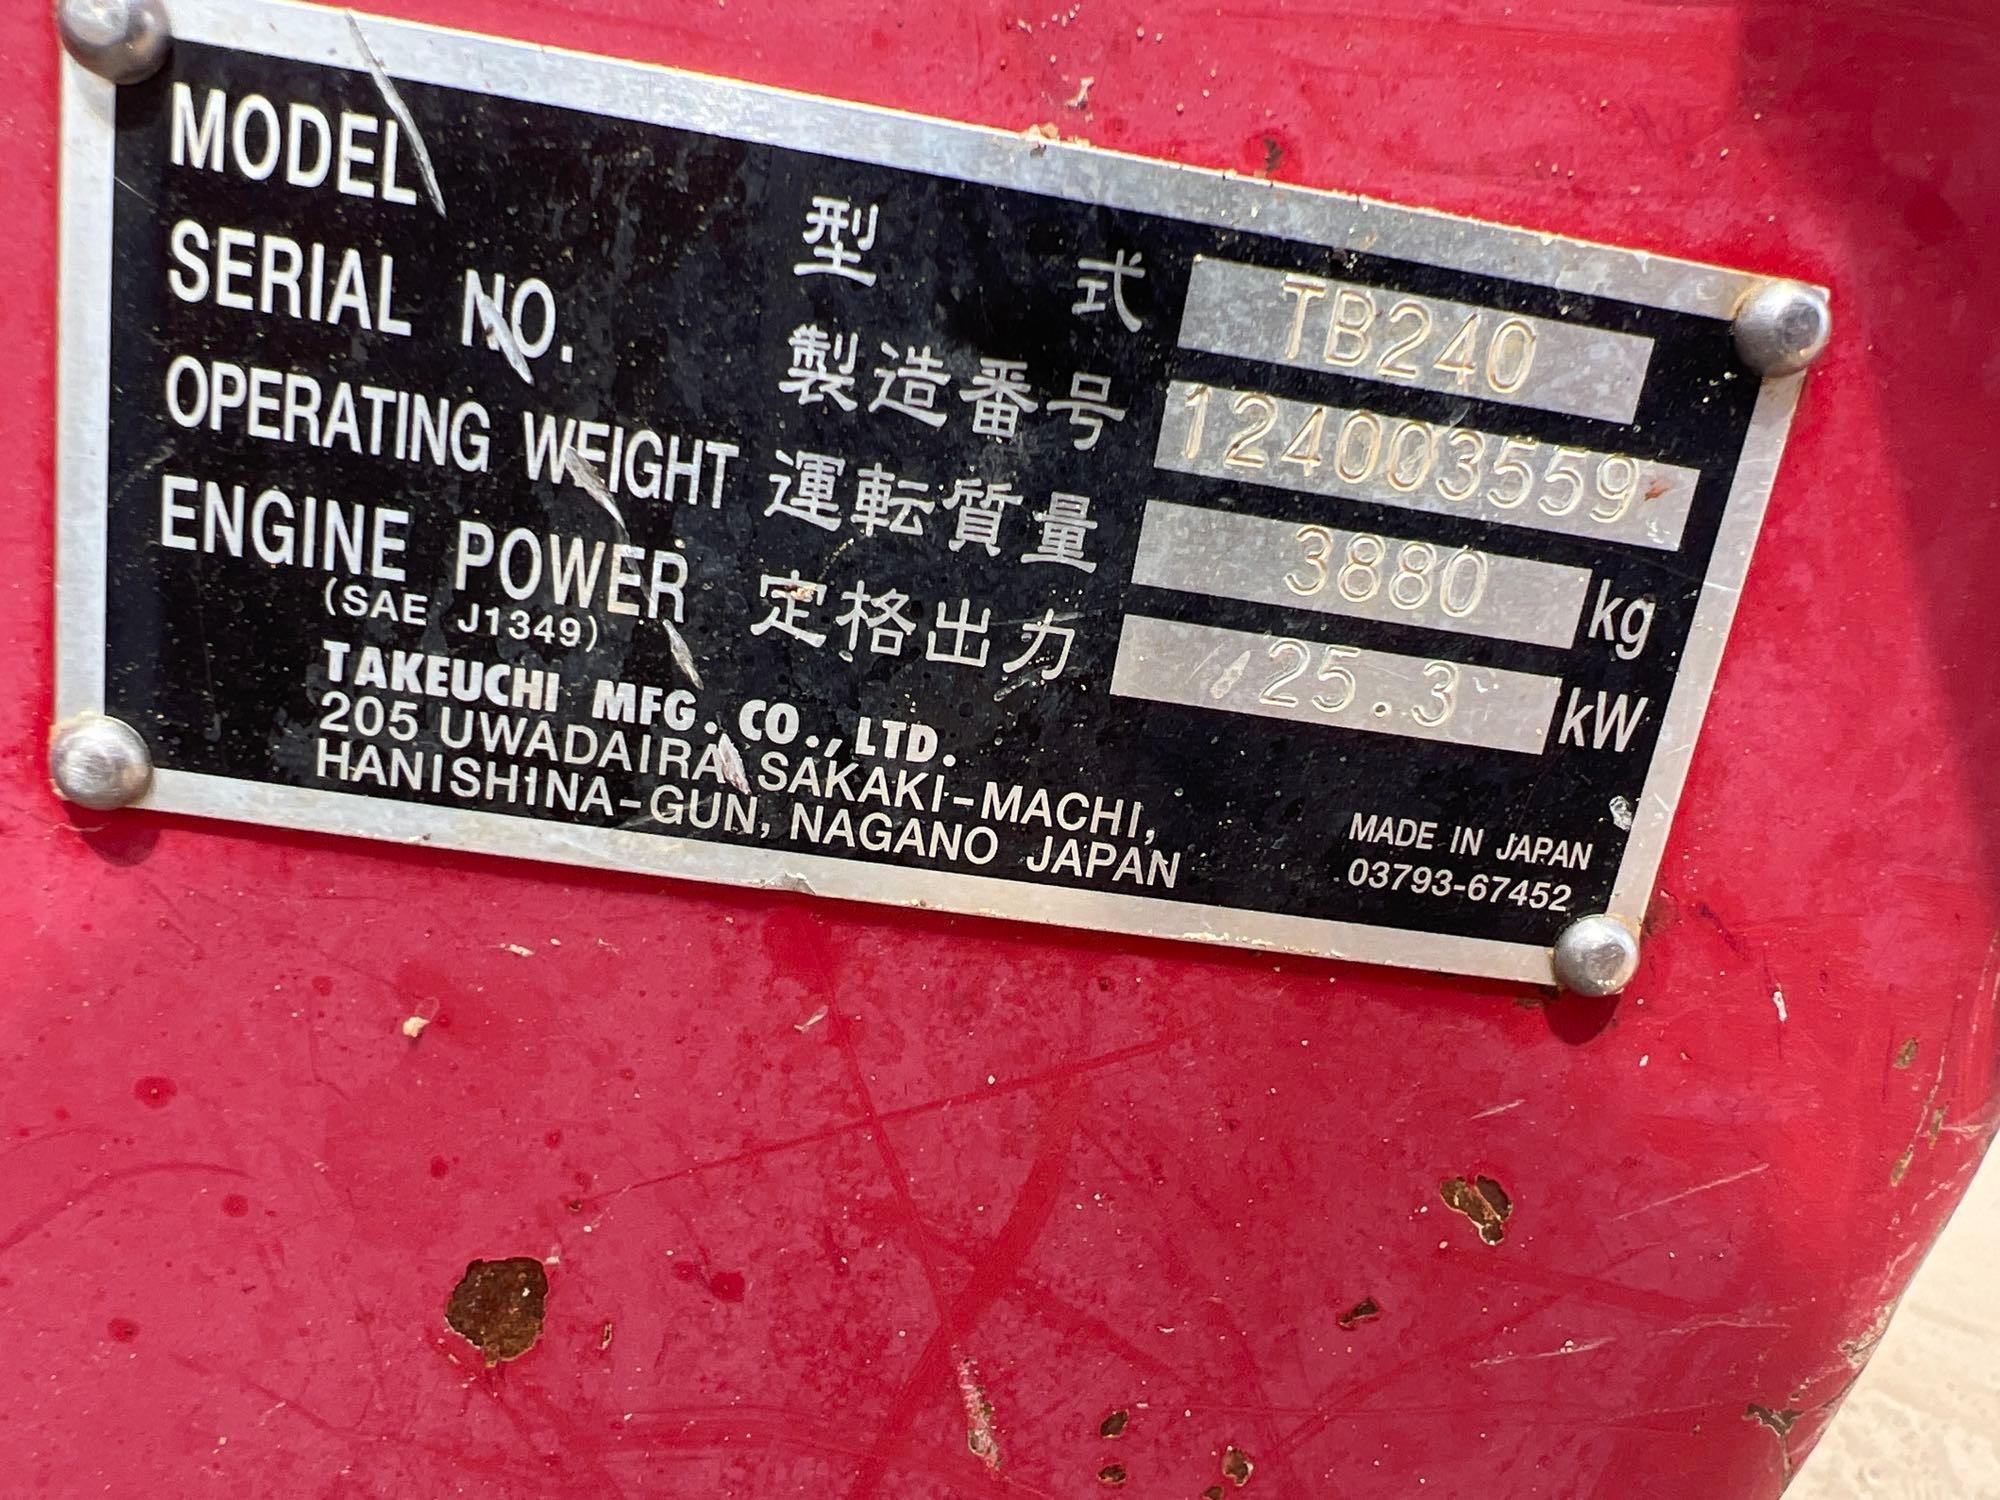 MODEL 型 式 TB240
SERIAL NO. 製造番号 124003559
OPERATING WEIGHT 運転質量 3880 kg
ENGINE POWER 定格出力 25.3 kW
(SAE J1349)
TAKEUCHI MFG. CO., LTD.
205 UWADAIRA, SAKAKI-MACHI,
HANISHINA-GUN, NAGANO JAPAN
MADE IN JAPAN
03793-67452